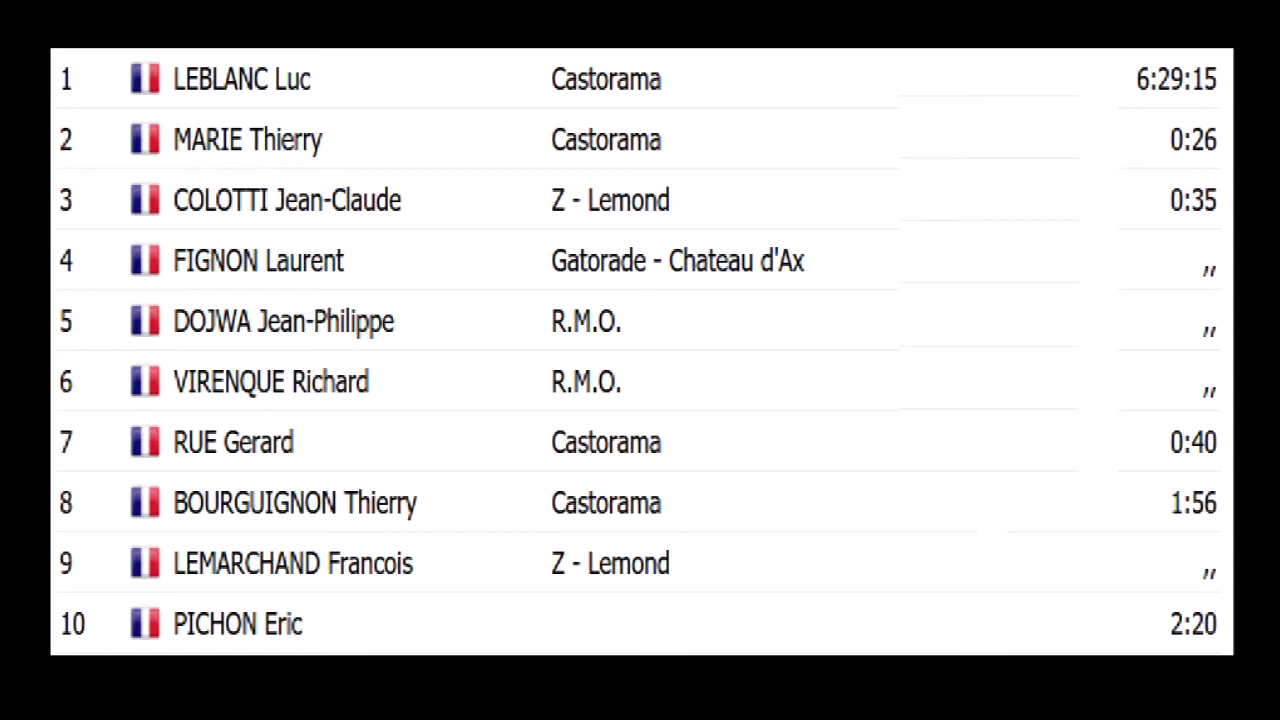 1 LEBLANC Luc Castorama 6:29:15
2 MARIE Thierry Castorama 0:26
3 COLOTTI Jean-Claude Z - Lemond 0:35
4 FIGNON Laurent Gatorade - Chateau d'Ax ,,
5 DOJWA Jean-Philippe R.M.O. ,,
6 VIRENQUE Richard R.M.O. ,,
7 RUE Gerard Castorama 0:40
8 BOURGUIGNON Thierry Castorama 1:56
9 LEMARCHAND Francois Z - Lemond ,,
10 PICHON Eric 2:20